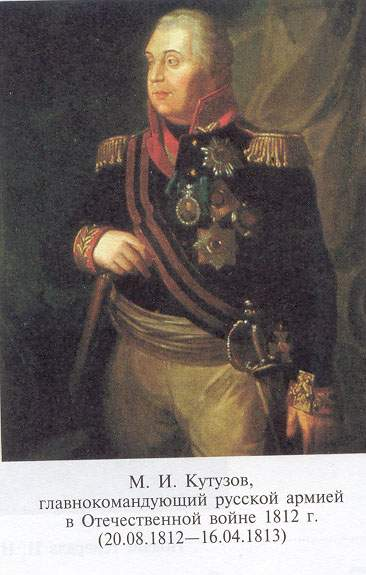 М. И. Кутузов,
главнокомандующий русской армией
в Отечественной войне 1812 г.
(20.08.1812—16.04.1813)